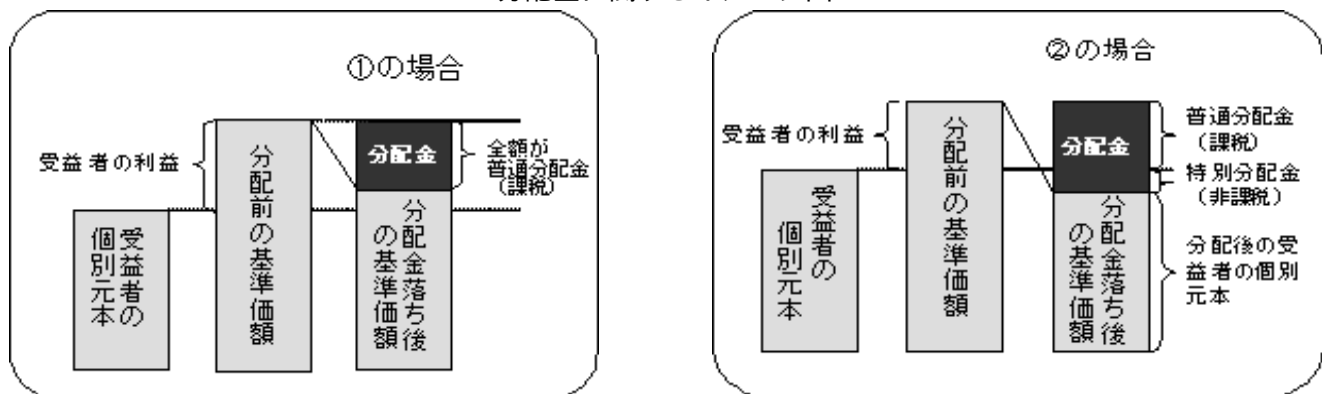 ①の場合
受益者の利益
受益者の
個別元本
分配前の基準価額
分配金
分配金落ち後
の基準価額
全額が
普通分配金
(課税)
②の場合
受益者の利益
受益者の
個別元本
分配前の基準価額
分配金
分配金落ち後
の基準価額
普通分配金
(課税)
特別分配金
(非課税)
分配後の受
益者の個別
元本